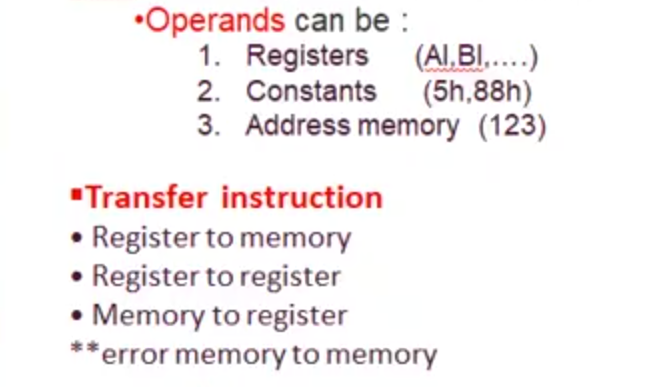 •Operands can be :
1. Registers (Al,Bl,....)
2. Constants (5h,88h)
3. Address memory (123)
▪Transfer instruction
• Register to memory
• Register to register
• Memory to register
**error memory to memory